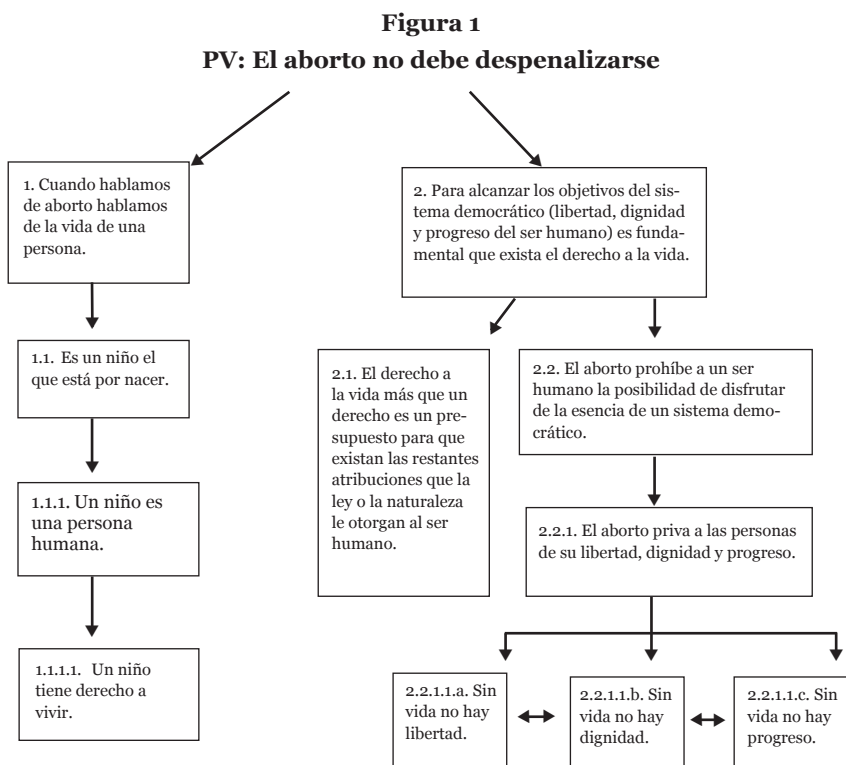 Figura 1
PV: El aborto no debe despenalizarse
1. Cuando hablamos
de aborto hablamos
de la vida de una
persona.
2. Para alcanzar los objetivos del sis-
tema democrático (libertad, dignidad
y progreso del ser humano) es funda-
mental que exista el derecho a la vida.
1.1. Es un niño el
que está por nacer.
2.1. El derecho a
la vida más que un
derecho es un pre-
supuesto para que
existan las restantes
atribuciones que la
ley o la naturaleza
le otorgan al ser
humano.
2.2. El aborto prohíbe a un ser
humano la posibilidad de disfrutar
de la esencia de un sistema demo-
crático.
1.1.1. Un niño es
una persona
humana.
2.2.1. El aborto priva a las personas
de su libertad, dignidad y progreso.
1.1.1.1. Un niño
tiene derecho a
vivir.
2.2.1.1.a. Sin
vida no hay
libertad.
2.2.1.1.b. Sin
vida no hay
dignidad.
2.2.1.1.c. Sin
vida no hay
progreso.